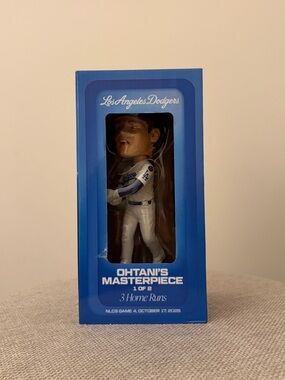 Los Angeles Dodgers
OHTANI'S
MASTERPIECE
1 OF 2
3 Home Runs
NLCS GAME 4, OCTOBER 17, 2025